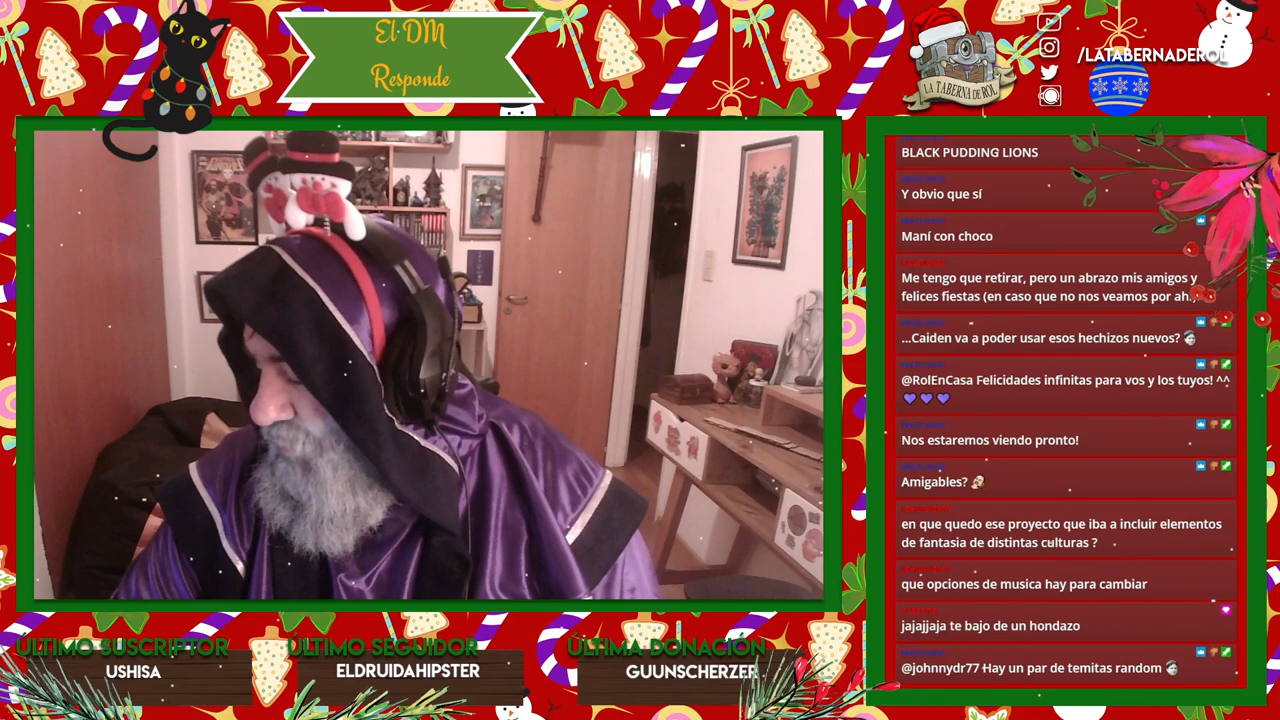 El DM
Responde
LA TABERNA DE ROL
/LATABERNADEROL
BLACK PUDDING LIONS
Y obvio que sí
Maní con choco
Me tengo que retirar, pero un abrazo mis amigos y
felices fiestas (en caso que no nos veamos por ah
...Caiden va a poder usar esos hechizos nuevos?
@RolEnCasa Felicidades infinitas para vos y los tuyos! ^^
Nos estaremos viendo pronto!
Amigables?
en que quedo ese proyecto que iba a incluir elementos
de fantasia de distintas culturas ?
que opciones de musica hay para cambiar
jajajjaja te bajo de un hondazo
@johnnydr77 Hay un par de temitas random
ÚLTIMO SUSCRIPTOR
USHISA
ÚLTIMO SEGUIDOR
ELDRUIDAHIPSTER
ÚLTIMA DONACIÓN
GUUNSCHERZER